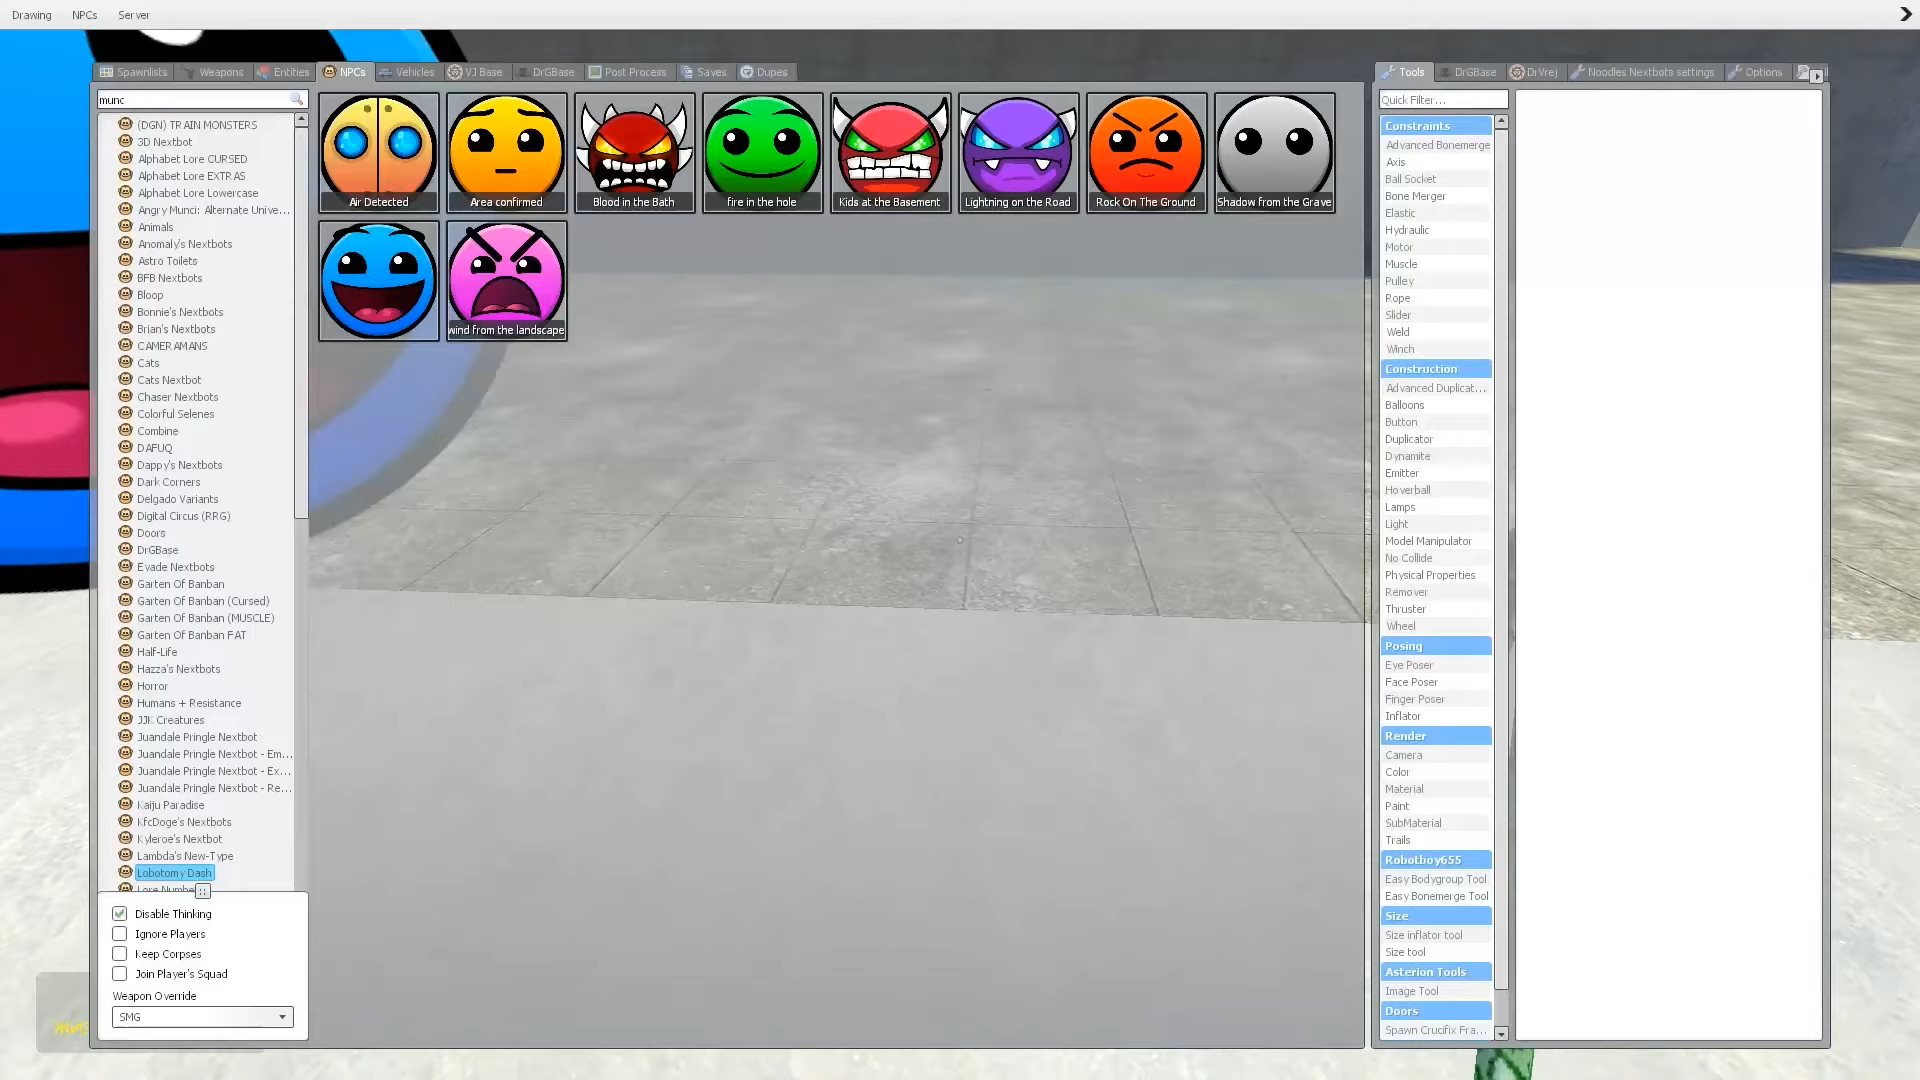 Drawing NPCs Server
Spawnlists Weapons Entities NPCs Vehicles VJ Base DrGBase Post Process Saves Dupes
munc
(DGN) TRAIN MONSTERS
3D Nextbot
Alphabet Lore CURSED
Alphabet Lore EXTRAS
Alphabet Lore Lowercase
Angry Munci: Alternate Unive...
Animals
Anomaly's Nextbots
Astro Toilets
BFB Nextbots
Bloop
Bonnie's Nextbots
Brian's Nextbots
CAMERAMANS
Cats
Cats Nextbot
Chaser Nextbots
Colorful Selenes
Combine
DAFUQ
Dappy's Nextbots
Dark Corners
Delgado Variants
Digital Circus (RRG)
Doors
DrGBase
Evade Nextbots
Garten Of Banban
Garten Of Banban (Cursed)
Garten Of Banban (MUSCLE)
Garten Of Banban FAT
Half-Life
Hazza's Nextbots
Horror
Humans + Resistance
JJK Creatures
Juandale Pringle Nextbot
Juandale Pringle Nextbot - Em...
Juandale Pringle Nextbot - Ex...
Juandale Pringle Nextbot - Re...
Kaiju Paradise
KfcDoge's Nextbots
Kyleroe's Nextbot
Lambda's New-Type
Lobotomy Dash
Disable Thinking
Ignore Players
Keep Corpses
Join Player's Squad
Weapon Override
SMG
Air Detected
Area confirmed
Blood in the Bath
fire in the hole
Kids at the Basement
Lightning on the Road
Rock On The Ground
Shadow from the Grave
wind from the landscape
Tools DrGBase DrVrej Noodles Nextbots settings Options
Quick Filter...
Constraints
Advanced Bonemerge
Axis
Ball Socket
Bone Merger
Elastic
Hydraulic
Motor
Muscle
Pulley
Rope
Slider
Weld
Winch
Construction
Advanced Duplicat...
Balloons
Button
Duplicator
Dynamite
Emitter
Hoverball
Lamps
Light
Model Manipulator
No Collide
Physical Properties
Remover
Thruster
Wheel
Posing
Eye Poser
Face Poser
Finger Poser
Inflator
Render
Camera
Color
Material
Paint
SubMaterial
Trails
Robotboy655
Easy Bodygroup Tool
Easy Bonemerge Tool
Size
Size inflator tool
Size tool
Asterion Tools
Image Tool
Doors
Spawn Crucifix Fra...